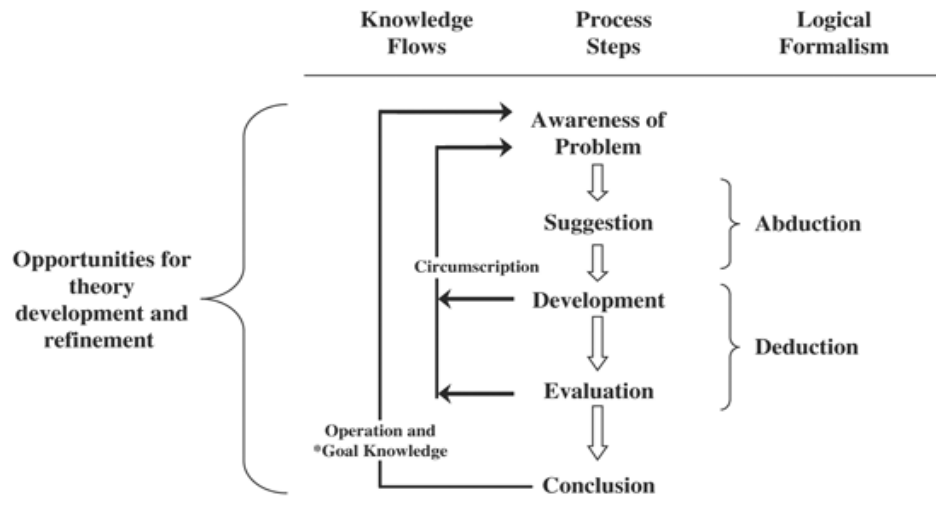 Knowledge
Flows
Process
Steps
Logical
Formalism
Opportunities for
theory
development and
refinement
Awareness of
Problem
Suggestion
Abduction
Circumscription
Development
Deduction
Evaluation
Operation and
*Goal Knowledge
Conclusion